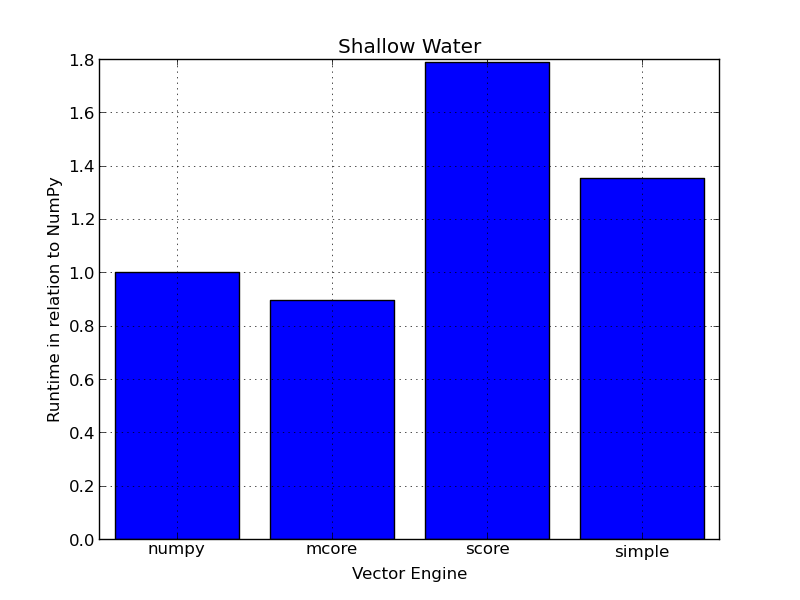 Shallow Water
1.8
1.6
1.4
1.2
1.0
0.8
0.6
0.4
0.2
0.0
Runtime in relation to NumPy
numpy mcore score simple
Vector Engine